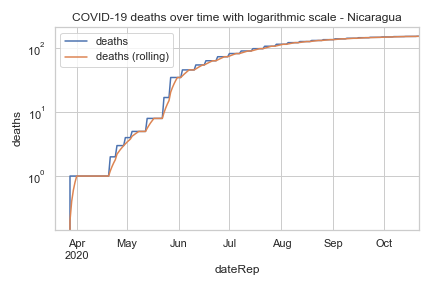 COVID-19 deaths over time with logarithmic scale - Nicaragua
deaths
deaths (rolling)
10²
10¹
10⁰
deaths
Apr May Jun Jul Aug Sep Oct
2020
dateRep